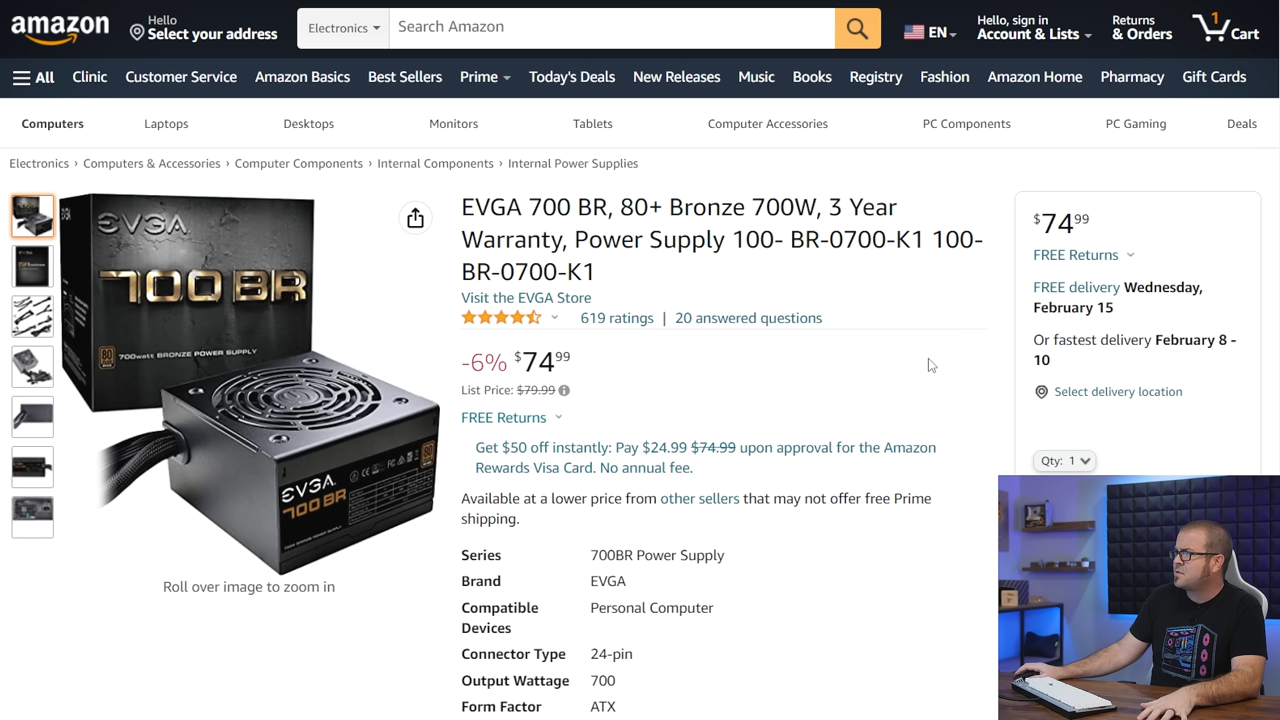 amazon
Hello
Select your address
Electronics
Search Amazon
EN
Hello, sign in
Account & Lists
Returns
& Orders
1
Cart
All
Clinic
Customer Service
Amazon Basics
Best Sellers
Prime
Today's Deals
New Releases
Music
Books
Registry
Fashion
Amazon Home
Pharmacy
Gift Cards
Computers
Laptops
Desktops
Monitors
Tablets
Computer Accessories
PC Components
PC Gaming
Deals
Electronics › Computers & Accessories › Computer Components › Internal Components › Internal Power Supplies
EVGA
700 BR
700watt BRONZE POWER SUPPLY
EVGA
700 BR
Roll over image to zoom in
EVGA 700 BR, 80+ Bronze 700W, 3 Year
Warranty, Power Supply 100- BR-0700-K1 100-
BR-0700-K1
Visit the EVGA Store
619 ratings | 20 answered questions
-6% $74 99
List Price: $79.99
FREE Returns
Get $50 off instantly: Pay $24.99 $74.99 upon approval for the Amazon
Rewards Visa Card. No annual fee.
Available at a lower price from other sellers that may not offer free Prime
shipping.
Series 700BR Power Supply
Brand EVGA
Compatible Personal Computer
Devices
Connector Type 24-pin
Output Wattage 700
Form Factor ATX
$74 99
FREE Returns
FREE delivery Wednesday,
February 15
Or fastest delivery February 8 -
10
Select delivery location
Qty: 1